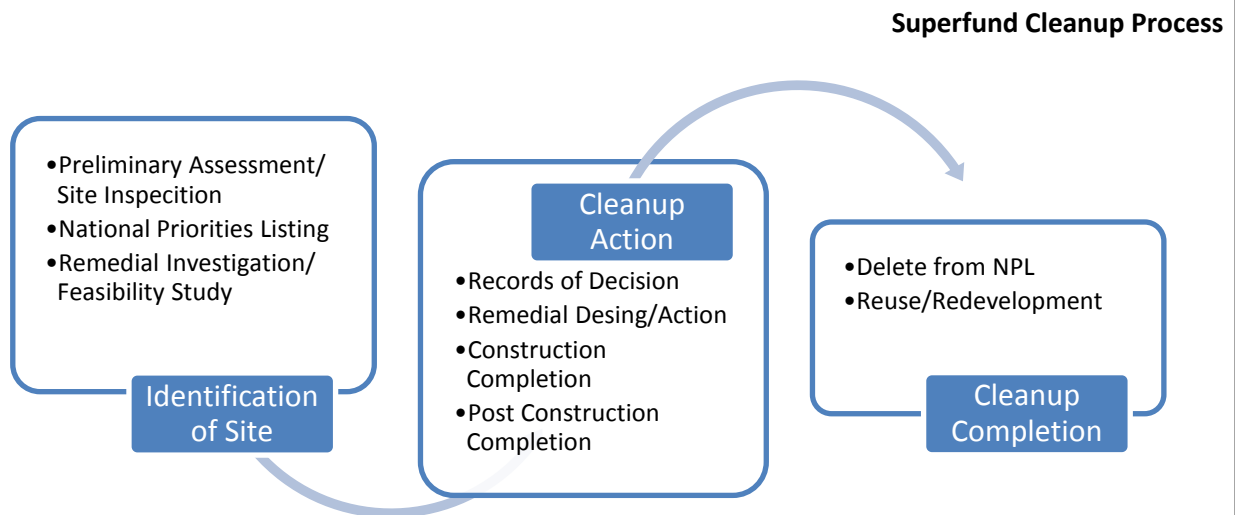 Superfund Cleanup Process
•Preliminary Assessment/
Site Inspecition
•National Priorities Listing
•Remedial Investigation/
Feasibility Study
Identification
of Site
Cleanup
Action
•Records of Decision
•Remedial Desing/Action
•Construction
Completion
•Post Construction
Completion
•Delete from NPL
•Reuse/Redevelopment
Cleanup
Completion